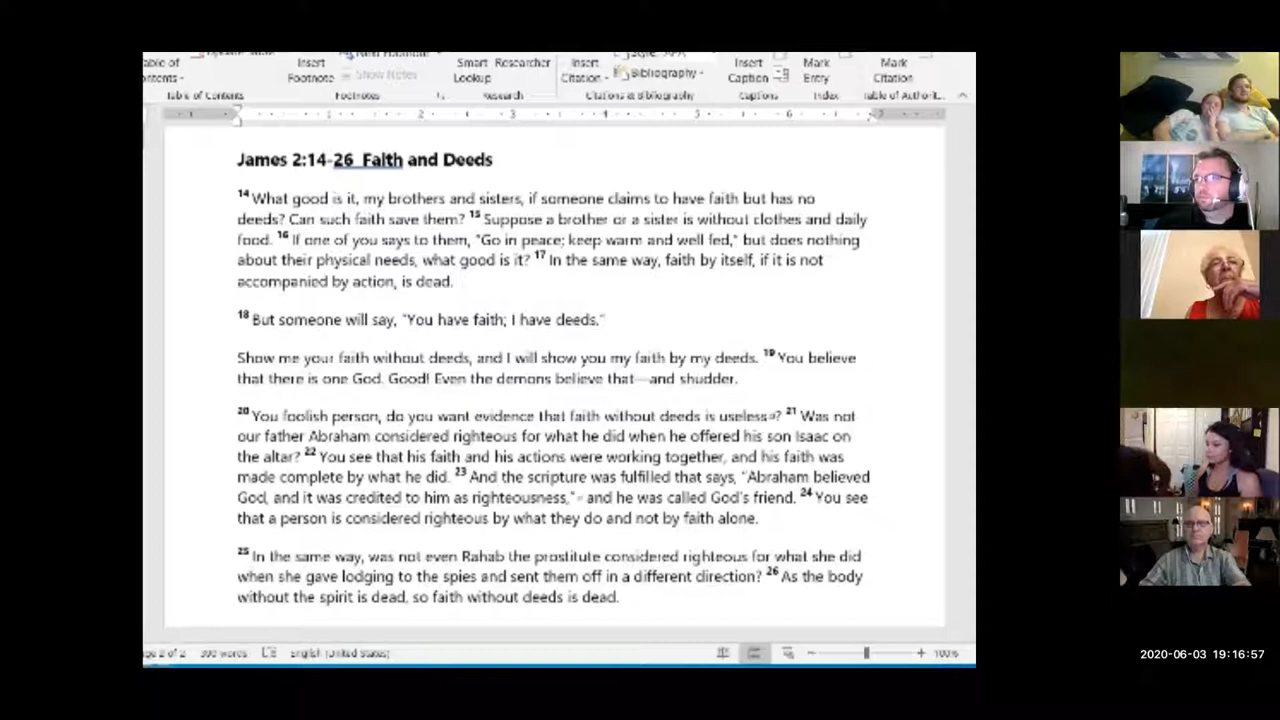 Insert
Smart
Researcher
Insert
Insert
Mark
Mark
Footnote
Show Notes
Lookup
Citation
Bibliography
Caption
Entry
Citation
Table of Contents
Footnotes
Research
Citations & Bibliography
Captions
Index
Table of Authorit...
James 2:14-26 Faith and Deeds
14 What good is it, my brothers and sisters, if someone claims to have faith but has no
deeds? Can such faith save them? 15 Suppose a brother or a sister is without clothes and daily
food. 16 If one of you says to them, "Go in peace; keep warm and well fed," but does nothing
about their physical needs, what good is it? 17 In the same way, faith by itself, if it is not
accompanied by action, is dead.
18 But someone will say, "You have faith; I have deeds."
Show me your faith without deeds, and I will show you my faith by my deeds. 19 You believe
that there is one God. Good! Even the demons believe that—and shudder.
20 You foolish person, do you want evidence that faith without deeds is useless? 21 Was not
our father Abraham considered righteous for what he did when he offered his son Isaac on
the altar? 22 You see that his faith and his actions were working together, and his faith was
made complete by what he did. 23 And the scripture was fulfilled that says, "Abraham believed
God, and it was credited to him as righteousness," and he was called God's friend. 24 You see
that a person is considered righteous by what they do and not by faith alone.
25 In the same way, was not even Rahab the prostitute considered righteous for what she did
when she gave lodging to the spies and sent them off in a different direction? 26 As the body
without the spirit is dead, so faith without deeds is dead.
2 of 2
words
English (United States)
100%
2020-06-03 19:16:57